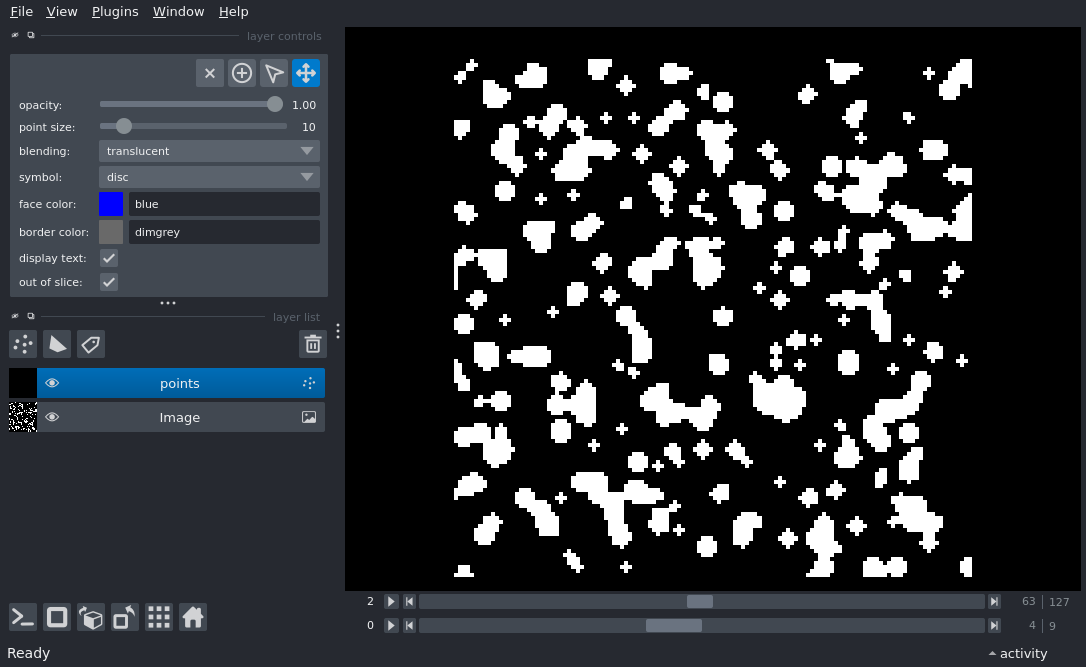 File View Plugins Window Help
layer controls
opacity: 1.00
point size: 10
blending: translucent
symbol: disc
face color: blue
border color: dimgrey
display text:
out of slice:
layer list
points
Image
2 63 127
0 4 9
Ready activity